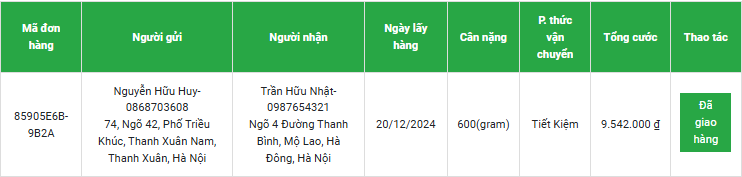 Mã đơn
hàng
Người gửi
Người nhận
Ngày lấy
hàng
Cân nặng
P. thức
vận
chuyển
Tổng cước
Thao tác
85905E6B-
9B2A
Nguyễn Hữu Huy-
0868703608
74, Ngõ 42, Phố Triều
Khúc, Thanh Xuân Nam,
Thanh Xuân, Hà Nội
Trần Hữu Nhật-
0987654321
Ngõ 4 Đường Thanh
Bình, Mộ Lao, Hà
Đông, Hà Nội
20/12/2024
600(gram)
Tiết Kiệm
9.542.000 ₫
Đã
giao
hàng